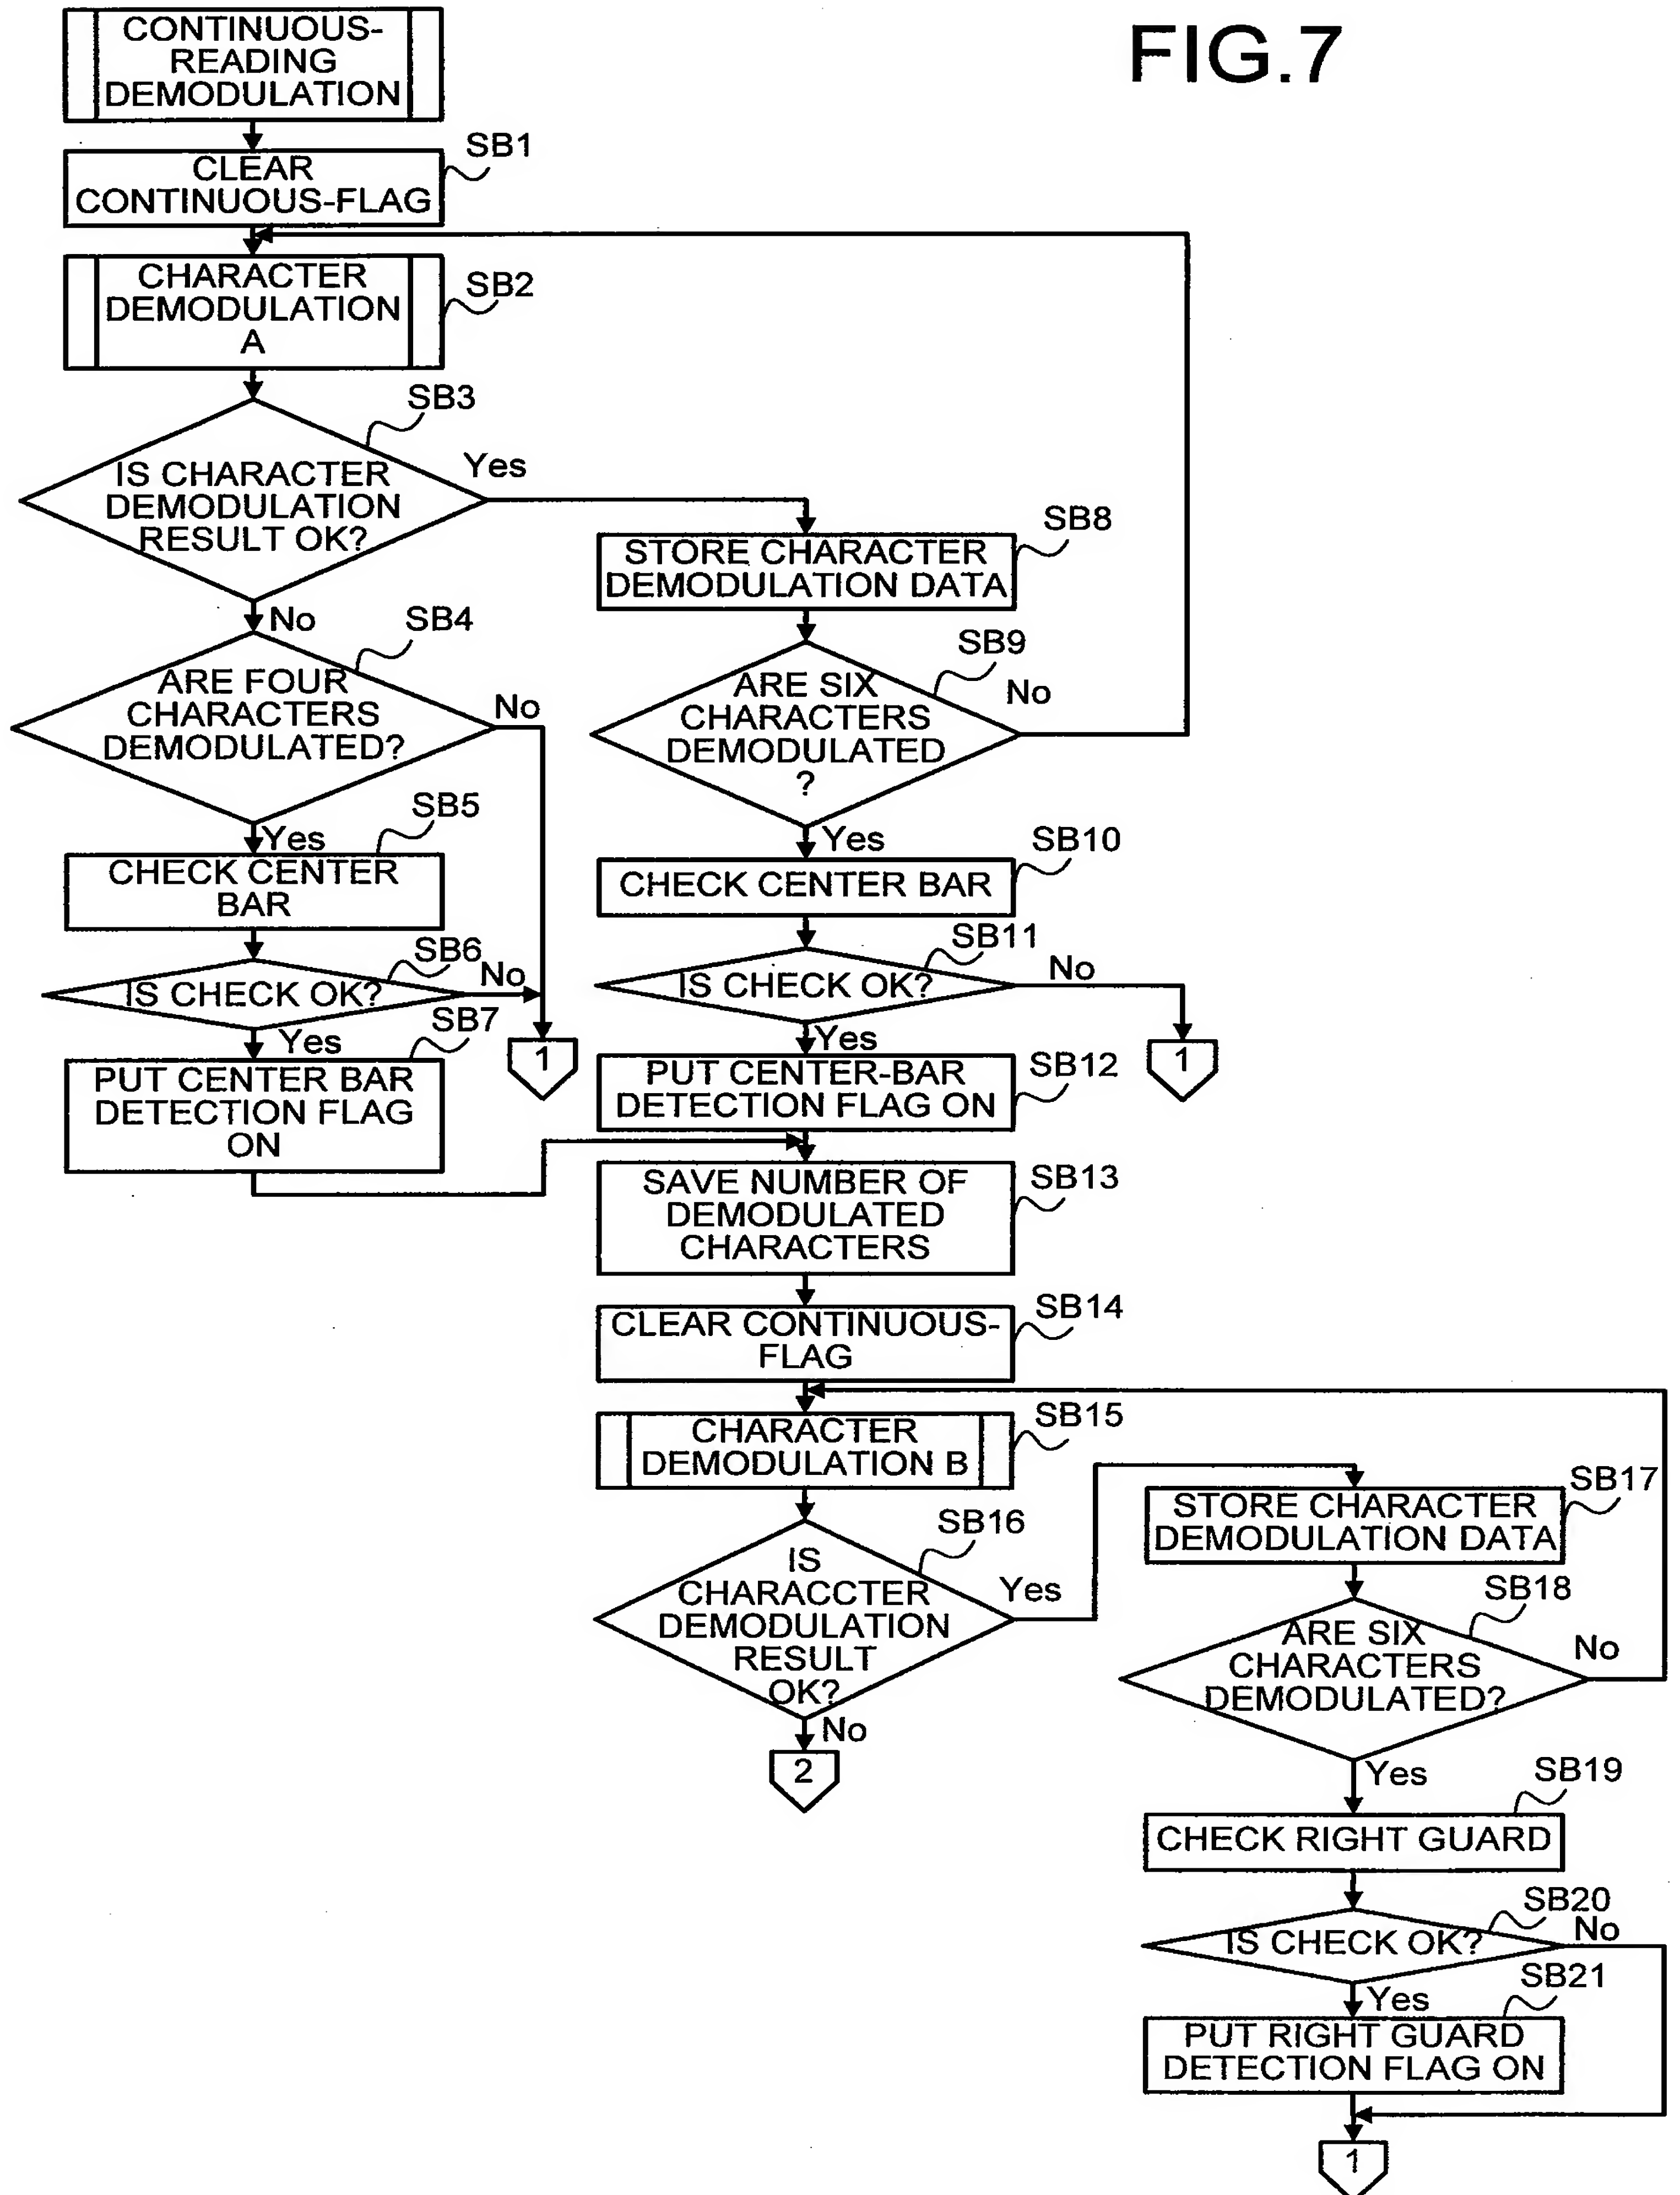 FIG.7
CONTINUOUS-
READING
DEMODULATION
SB1
CLEAR
CONTINUOUS-FLAG
SB2
CHARACTER
DEMODULATION
A
SB3
IS CHARACTER
DEMODULATION
RESULT OK?
Yes
No
SB4
ARE FOUR
CHARACTERS
DEMODULATED?
No
Yes
SB5
CHECK CENTER
BAR
SB6
IS CHECK OK?
No
Yes
SB7
PUT CENTER BAR
DETECTION FLAG
ON
1
SB8
STORE CHARACTER
DEMODULATION DATA
SB9
ARE SIX
CHARACTERS
DEMODULATED
?
No
Yes
SB10
CHECK CENTER BAR
SB11
IS CHECK OK?
No
Yes
1
SB12
PUT CENTER-BAR
DETECTION FLAG ON
SB13
SAVE NUMBER OF
DEMODULATED
CHARACTERS
SB14
CLEAR CONTINUOUS-
FLAG
SB15
CHARACTER
DEMODULATION B
SB16
IS
CHARACCTER
DEMODULATION
RESULT
OK?
Yes
No
2
SB17
STORE CHARACTER
DEMODULATION DATA
SB18
ARE SIX
CHARACTERS
DEMODULATED?
No
Yes
SB19
CHECK RIGHT GUARD
SB20
IS CHECK OK?
No
Yes
SB21
PUT RIGHT GUARD
DETECTION FLAG ON
1